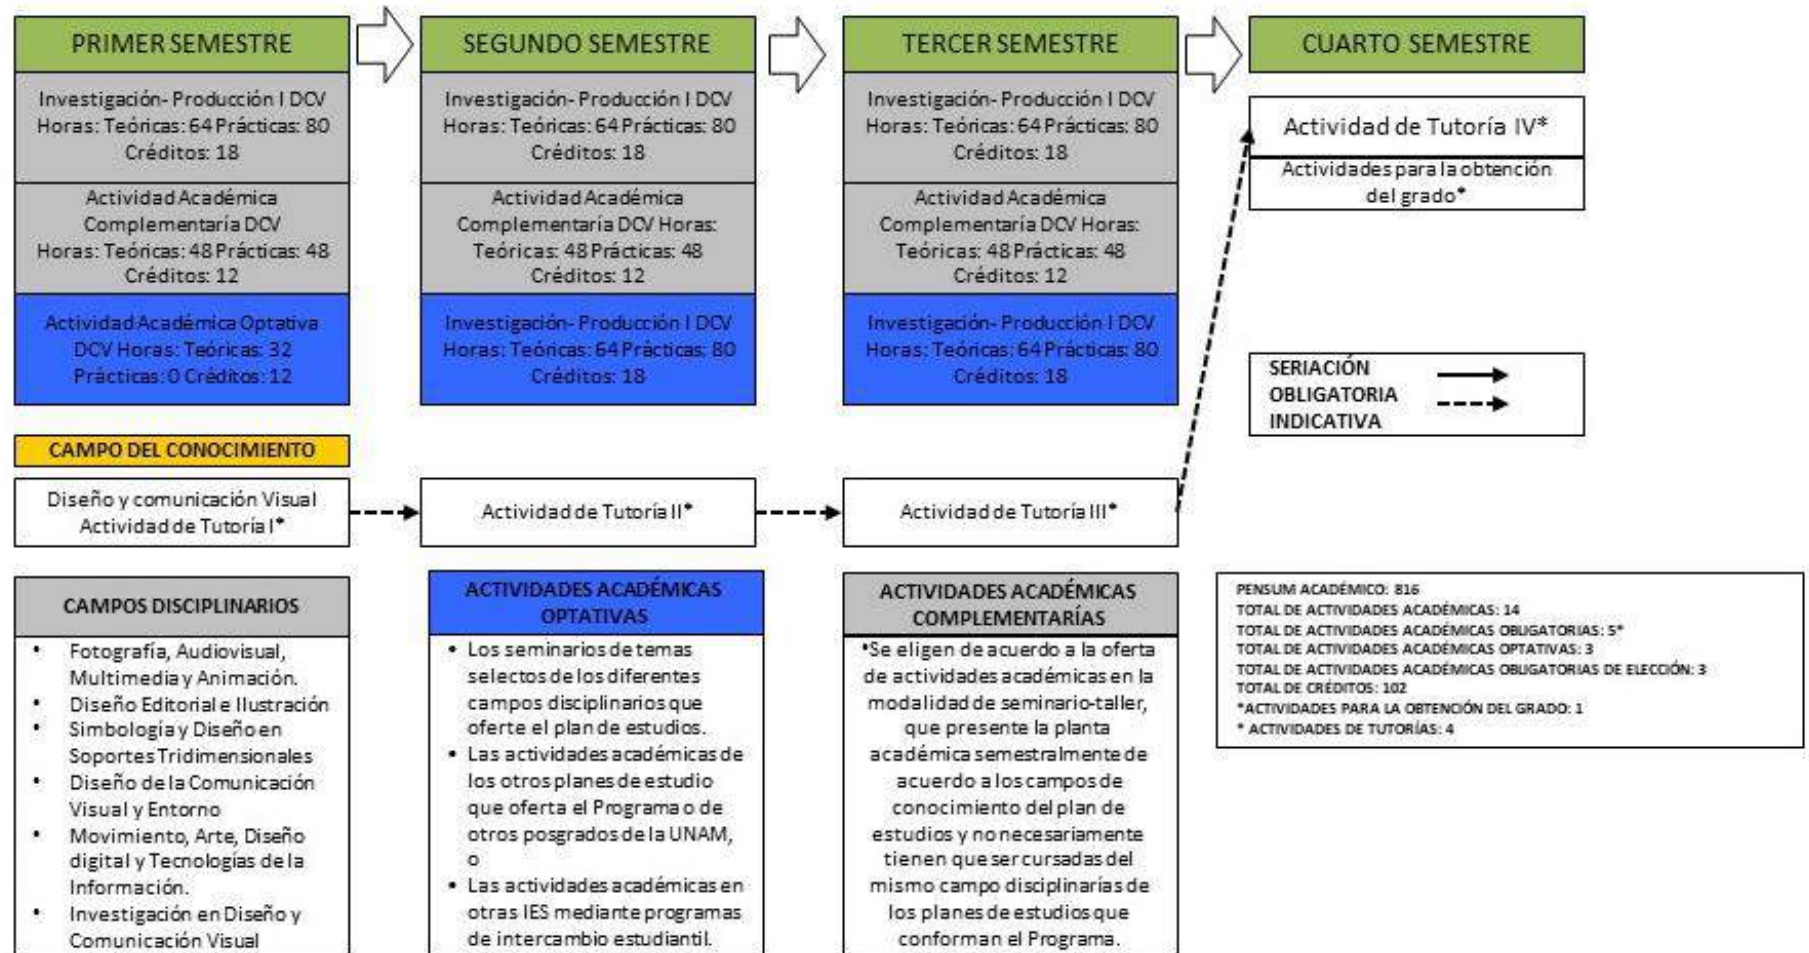 PRIMER SEMESTRE
Investigación- Producción I DCV
Horas: Teóricas: 64 Prácticas: 80
Créditos: 18
Actividad Académica
Complementaría DCV
Horas: Teóricas: 48 Prácticas: 48
Créditos: 12
Actividad Académica Optativa
DCV Horas: Teóricas: 32
Prácticas: 0 Créditos: 12
SEGUNDO SEMESTRE
Investigación- Producción I DCV
Horas: Teóricas: 64 Prácticas: 80
Créditos: 18
Actividad Académica
Complementaría DCV Horas:
Teóricas: 48 Prácticas: 48
Créditos: 12
Investigación- Producción I DCV
Horas: Teóricas: 64 Prácticas: 80
Créditos: 18
TERCER SEMESTRE
Investigación- Producción I DCV
Horas: Teóricas: 64 Prácticas: 80
Créditos: 18
Actividad Académica
Complementaría DCV Horas:
Teóricas: 48 Prácticas: 48
Créditos: 12
Investigación- Producción I DCV
Horas: Teóricas: 64 Prácticas: 80
Créditos: 18
CUARTO SEMESTRE
Actividad de Tutoría IV*
Actividades para la obtención
del grado*
SERIACIÓN
OBLIGATORIA
INDICATIVA
CAMPO DEL CONOCIMIENTO
Diseño y comunicación Visual
Actividad de Tutoría I*
Actividad de Tutoría II*
Actividad de Tutoría III*
CAMPOS DISCIPLINARIOS
• Fotografía, Audiovisual,
Multimedia y Animación.
• Diseño Editorial e Ilustración
• Simbología y Diseño en
Soportes Tridimensionales
• Diseño de la Comunicación
Visual y Entorno
• Movimiento, Arte, Diseño
digital y Tecnologías de la
Información.
• Investigación en Diseño y
Comunicación Visual
ACTIVIDADES ACADÉMICAS
OPTATIVAS
• Los seminarios de temas
selectos de los diferentes
campos disciplinarios que
oferte el plan de estudios.
• Las actividades académicas de
los otros planes de estudio
que oferta el Programa o de
otros posgrados de la UNAM,
o
• Las actividades académicas en
otras IES mediante programas
de intercambio estudiantil.
ACTIVIDADES ACADÉMICAS
COMPLEMENTARÍAS
*Se eligen de acuerdo a la oferta
de actividades académicas en la
modalidad de seminario-taller,
que presente la planta
académica semestralmente de
acuerdo a los campos de
conocimiento del plan de
estudios y no necesariamente
tienen que ser cursadas del
mismo campo disciplinarías de
los planes de estudios que
conforman el Programa.
PENSUM ACADÉMICO: 816
TOTAL DE ACTIVIDADES ACADÉMICAS: 14
TOTAL DE ACTIVIDADES ACADÉMICAS OBLIGATORIAS: 5*
TOTAL DE ACTIVIDADES ACADÉMICAS OPTATIVAS: 3
TOTAL DE ACTIVIDADES ACADÉMICAS OBLIGATORIAS DE ELECCIÓN: 3
TOTAL DE CRÉDITOS: 102
*ACTIVIDADES PARA LA OBTENCIÓN DEL GRADO: 1
* ACTIVIDADES DE TUTORÍAS: 4